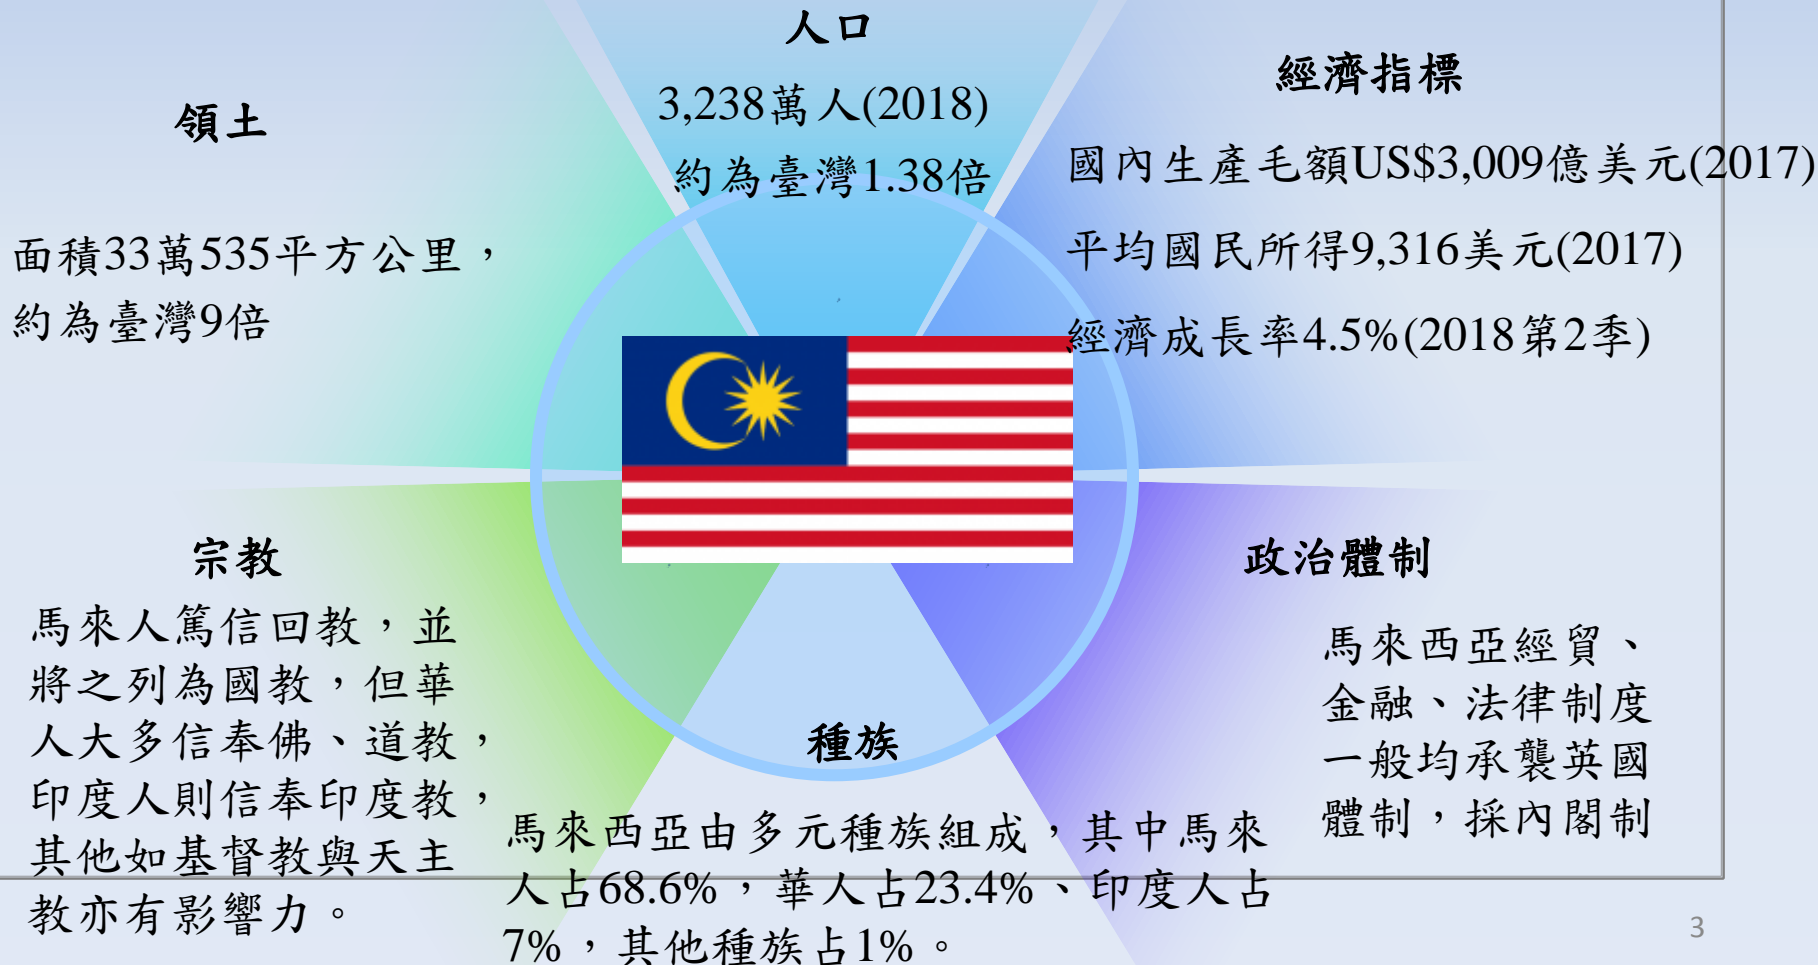 人口
3,238萬人(2018)
約為臺灣1.38倍
經濟指標
國內生產毛額US$3,009億美元(2017)
平均國民所得9,316美元(2017)
經濟成長率4.5%(2018第2季)
領土
面積33萬535平方公里，
約為臺灣9倍
宗教
馬來人篤信回教，並
將之列為國教，但華
人大多信奉佛、道教，
印度人則信奉印度教，
其他如基督教與天主
教亦有影響力。
種族
馬來西亞由多元種族組成，其中馬來
人占68.6%，華人占23.4%、印度人占
7%，其他種族占1%。
政治體制
馬來西亞經貿、
金融、法律制度
一般均承襲英國
體制，採內閣制
3